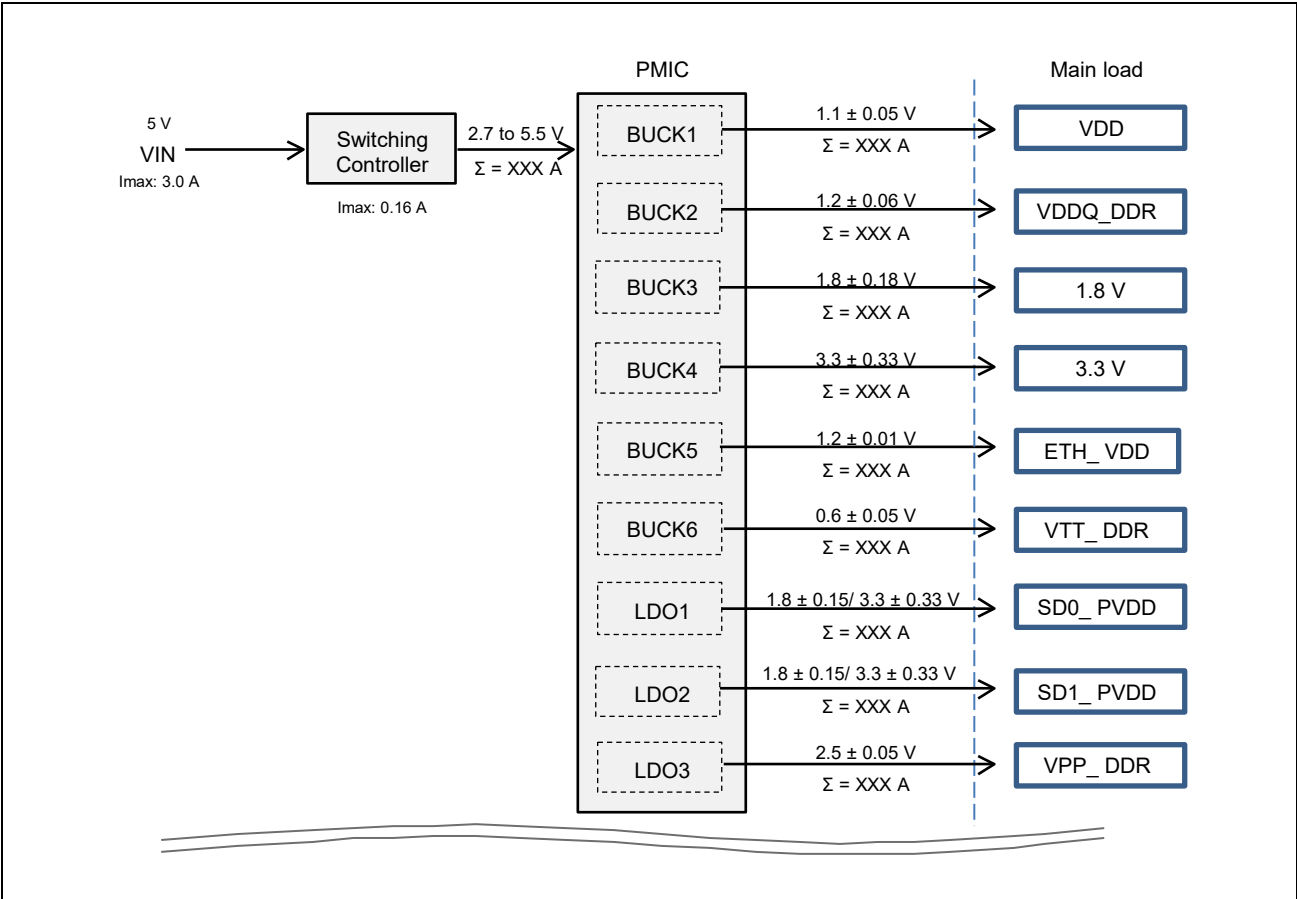 PMIC
Main load
5 V
VIN
Imax: 3.0 A
Switching
Controller
Imax: 0.16 A
2.7 to 5.5 V
Σ = XXX A
BUCK1
1.1 ± 0.05 V
Σ = XXX A
VDD
BUCK2
1.2 ± 0.06 V
Σ = XXX A
VDDQ_DDR
BUCK3
1.8 ± 0.18 V
Σ = XXX A
1.8 V
BUCK4
3.3 ± 0.33 V
Σ = XXX A
3.3 V
BUCK5
1.2 ± 0.01 V
Σ = XXX A
ETH_ VDD
BUCK6
0.6 ± 0.05 V
Σ = XXX A
VTT_ DDR
LDO1
1.8 ± 0.15/ 3.3 ± 0.33 V
Σ = XXX A
SD0_ PVDD
LDO2
1.8 ± 0.15/ 3.3 ± 0.33 V
Σ = XXX A
SD1_ PVDD
LDO3
2.5 ± 0.05 V
Σ = XXX A
VPP_ DDR